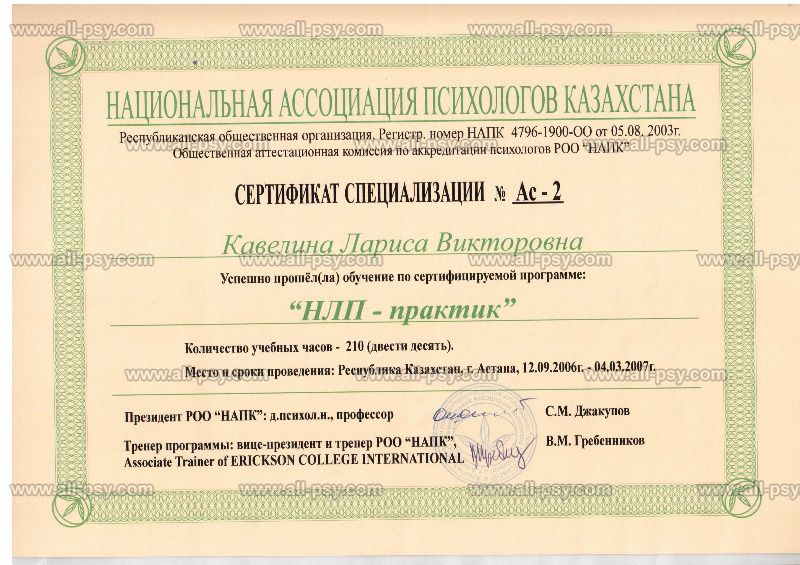 НАЦИОНАЛЬНАЯ АССОЦИАЦИЯ ПСИХОЛОГОВ КАЗАХСТАНА
Республиканская общественная организация. Регистр. номер НАПК 4796-1900-ОО от 05.08. 2003г.
Общественная аттестационная комиссия по аккредитации психологов РОО “НАПК”
СЕРТИФИКАТ СПЕЦИАЛИЗАЦИИ № Ас - 2
Кавелина Лариса Викторовна
Успешно прошёл(ла) обучение по сертифицируемой программе:
“НЛП - практик”
Количество учебных часов - 210 (двести десять).
Место и сроки проведения: Республика Казахстан, г. Астана, 12.09.2006г. - 04.03.2007г.
Президент РОО “НАПК”: д.психол.н., профессор С.М. Джакупов
Тренер программы: вице-президент и тренер РОО “НАПК”, В.М. Гребенников
Associate Trainer of ERICKSON COLLEGE INTERNATIONAL
www.all-psy.com